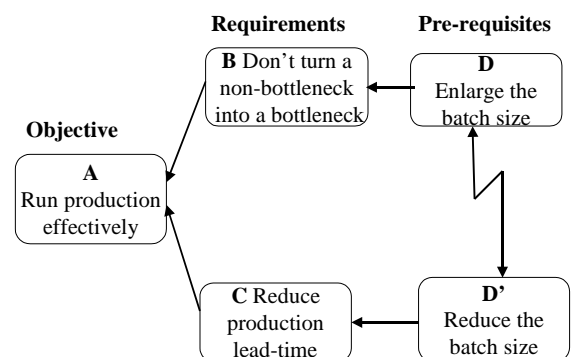 Requirements
Pre-requisites
B Don’t turn a
non-bottleneck
into a bottleneck
D
Enlarge the
batch size
Objective
A
Run production
effectively
C Reduce
production
lead-time
D’
Reduce the
batch size